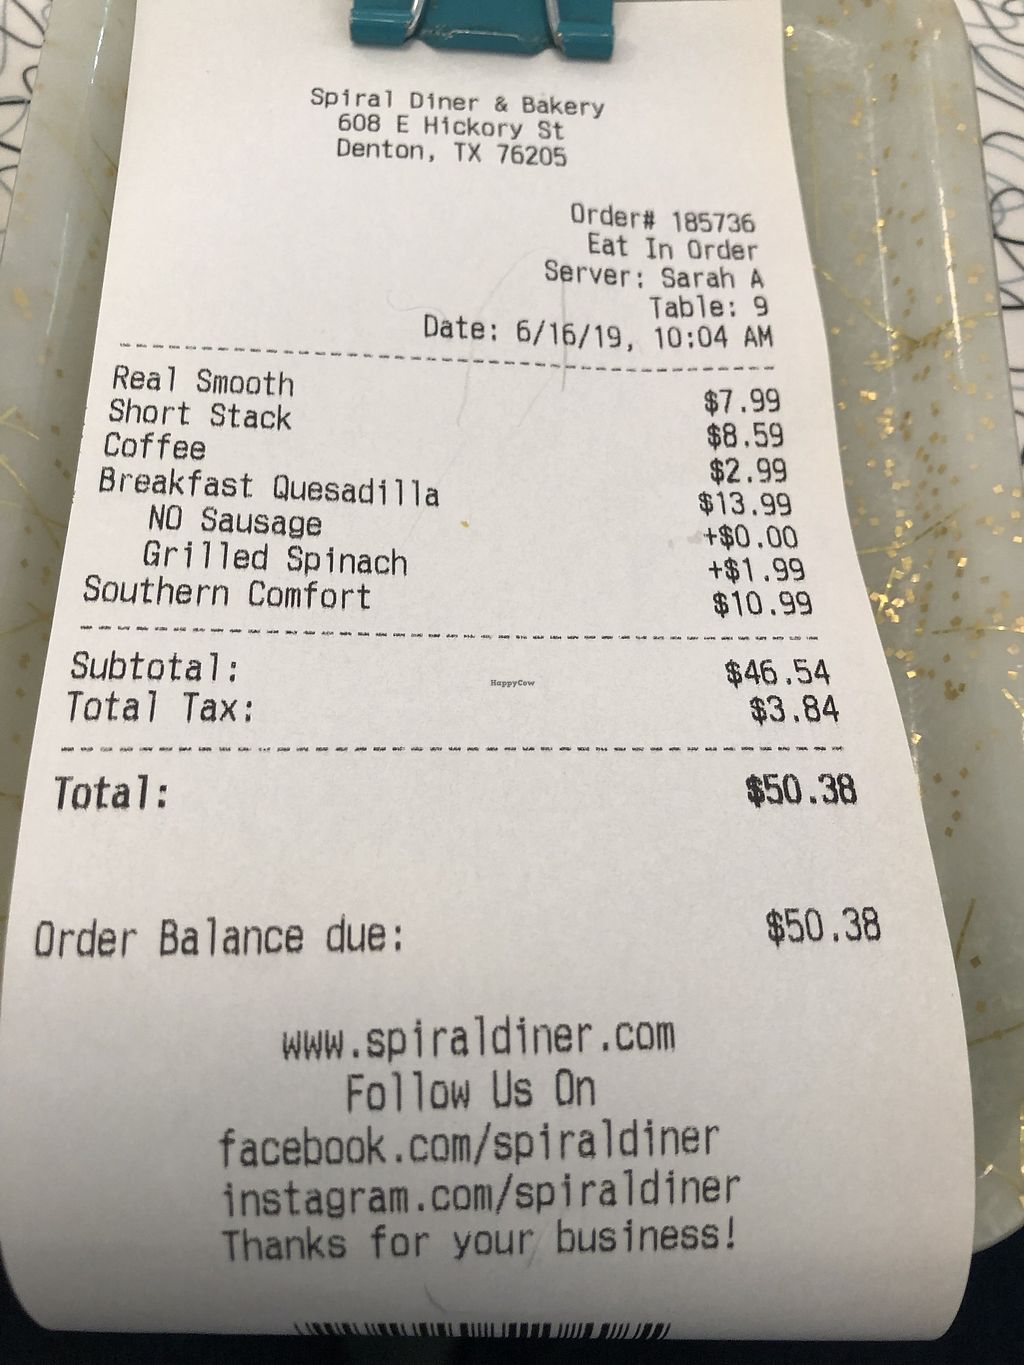 Spiral Diner & Bakery
608 E Hickory St
Denton, TX 76205
Order# 185736
Eat In Order
Server: Sarah A
Table: 9
Date: 6/16/19, 10:04 AM
Real Smooth $7.99
Short Stack $8.59
Coffee $2.99
Breakfast Quesadilla $13.99
NO Sausage +$0.00
Grilled Spinach +$1.99
Southern Comfort $10.99
Subtotal: $46.54
Total Tax: $3.84
HappyCow
Total: $50.38
Order Balance due: $50.38
www.spiraldiner.com
Follow Us On
facebook.com/spiraldiner
instagram.com/spiraldiner
Thanks for your business!